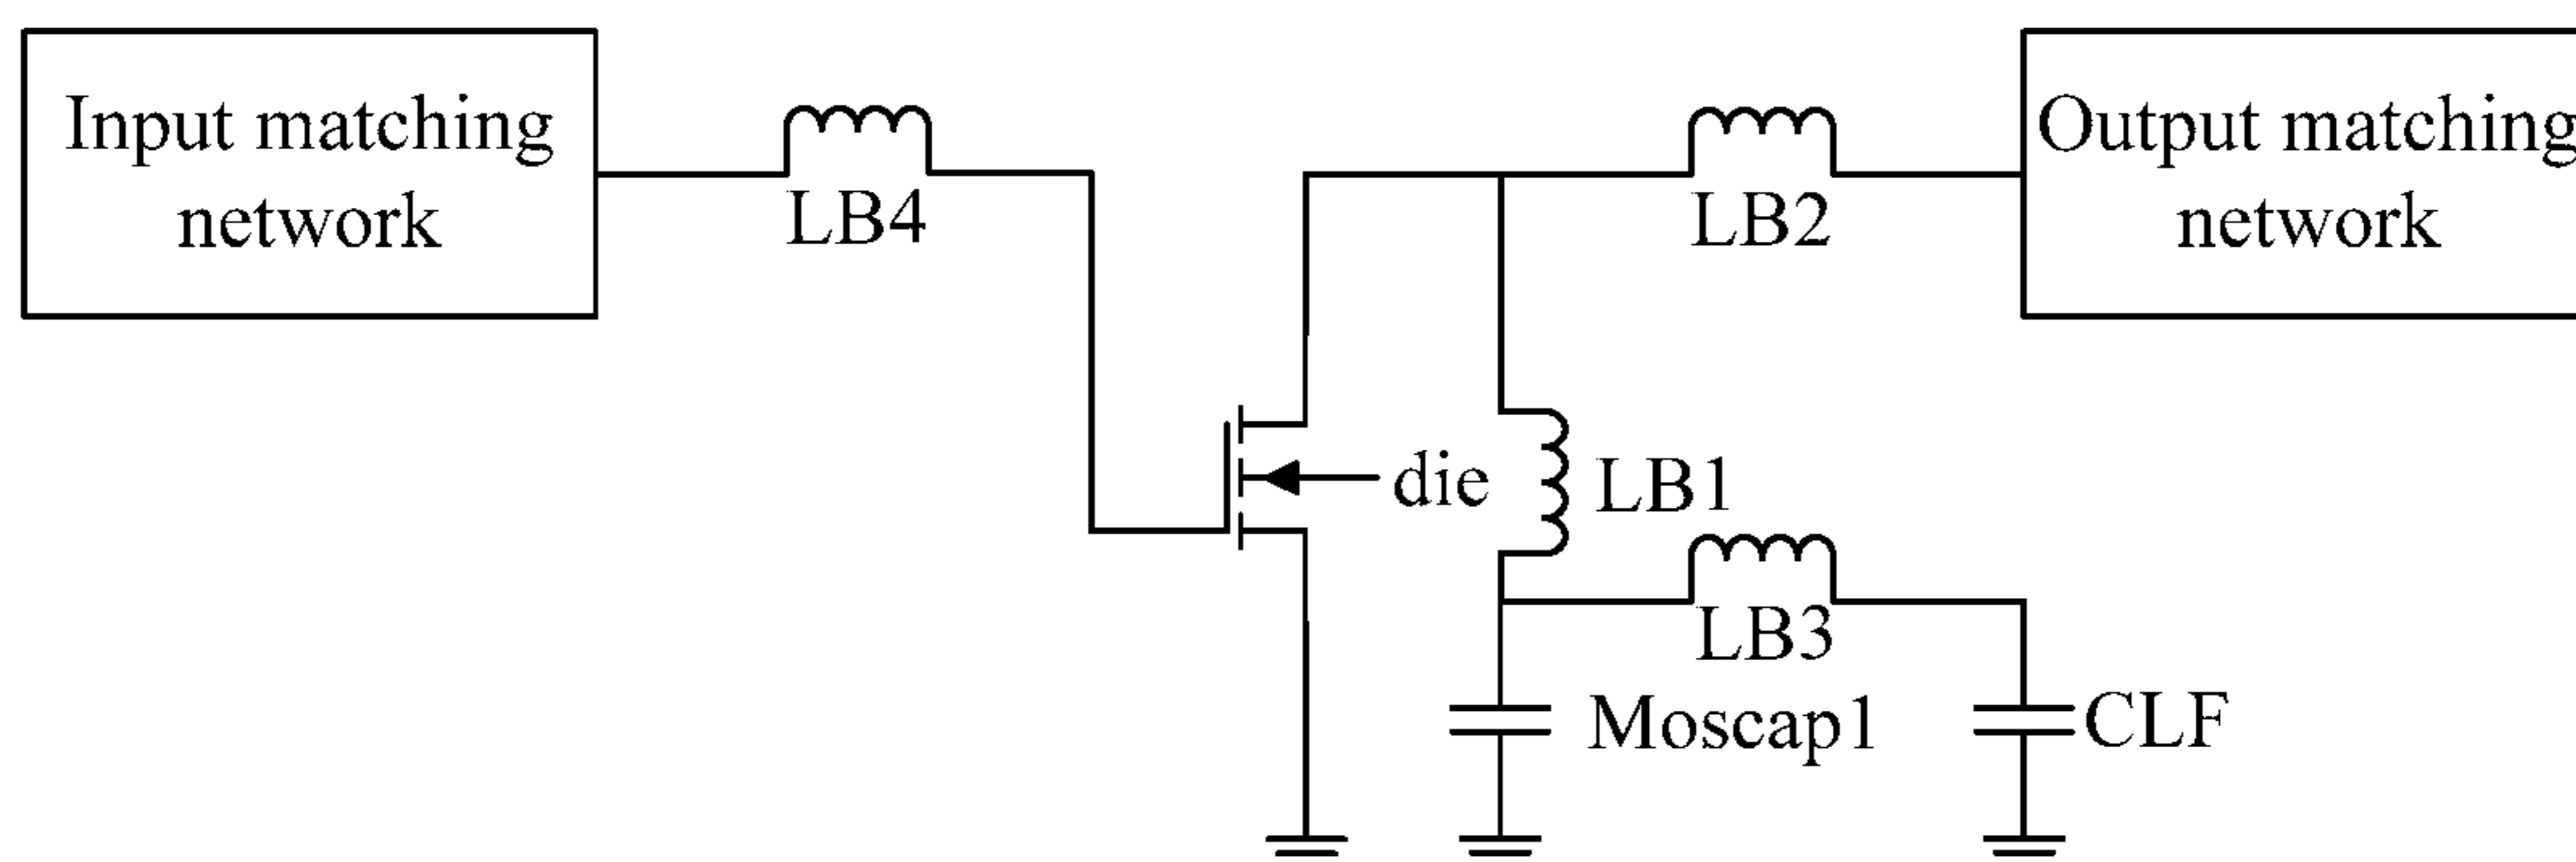 Input matching
network
LB4
LB2
Output matching
network
die
LB1
LB3
Moscap1
CLF